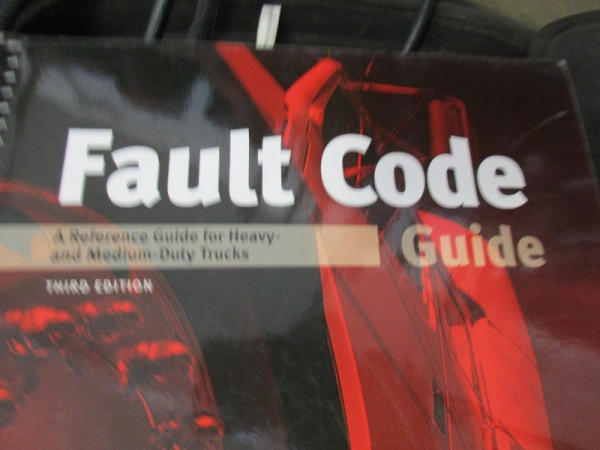 Fault Code
Guide
A Reference Guide for Heavy-
and Medium-Duty Trucks
THIRD EDITION